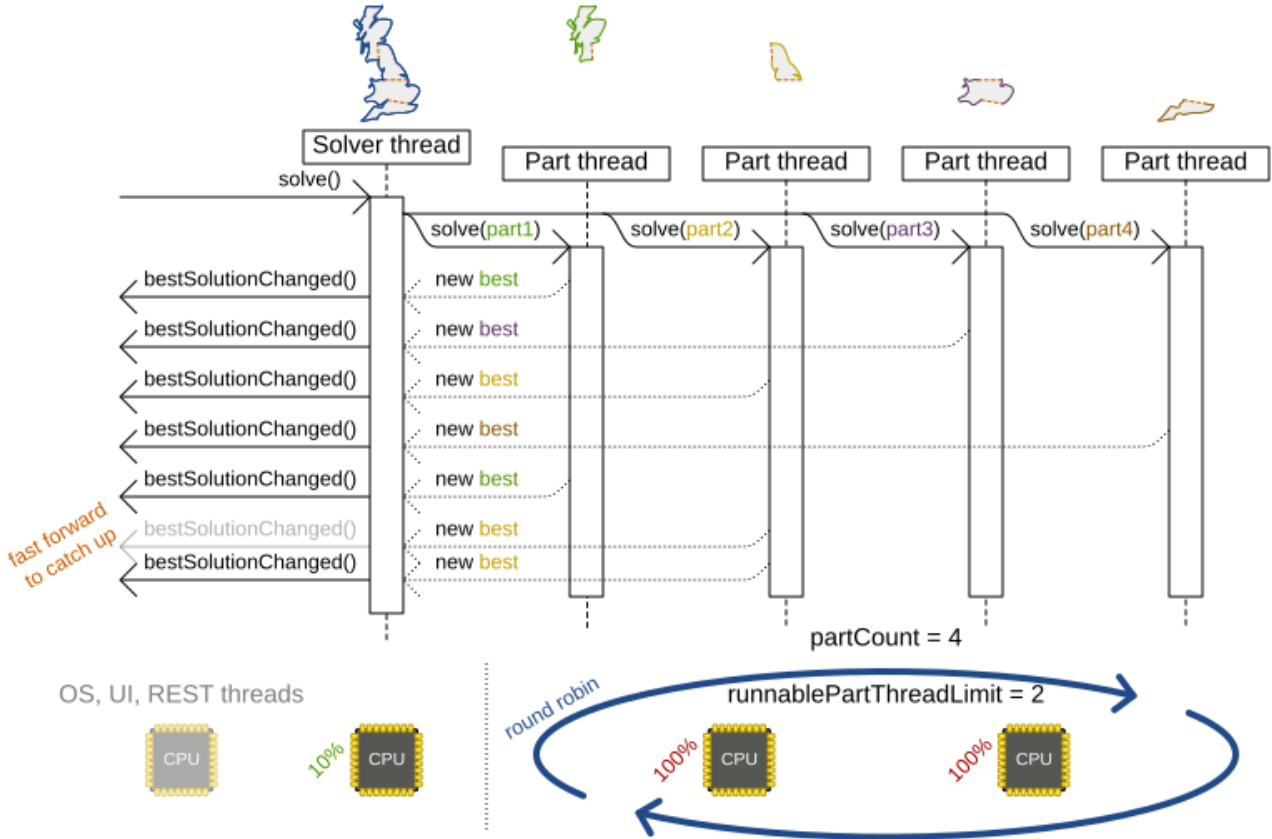 Solver thread
Part thread
Part thread
Part thread
Part thread
solve()
solve(part1)
solve(part2)
solve(part3)
solve(part4)
bestSolutionChanged()
new best
bestSolutionChanged()
new best
bestSolutionChanged()
new best
bestSolutionChanged()
new best
bestSolutionChanged()
new best
fast forward
to catch up
bestSolutionChanged()
new best
bestSolutionChanged()
new best
partCount = 4
OS, UI, REST threads
round robin
runnablePartThreadLimit = 2
CPU
10%
CPU
100%
CPU
100%
CPU